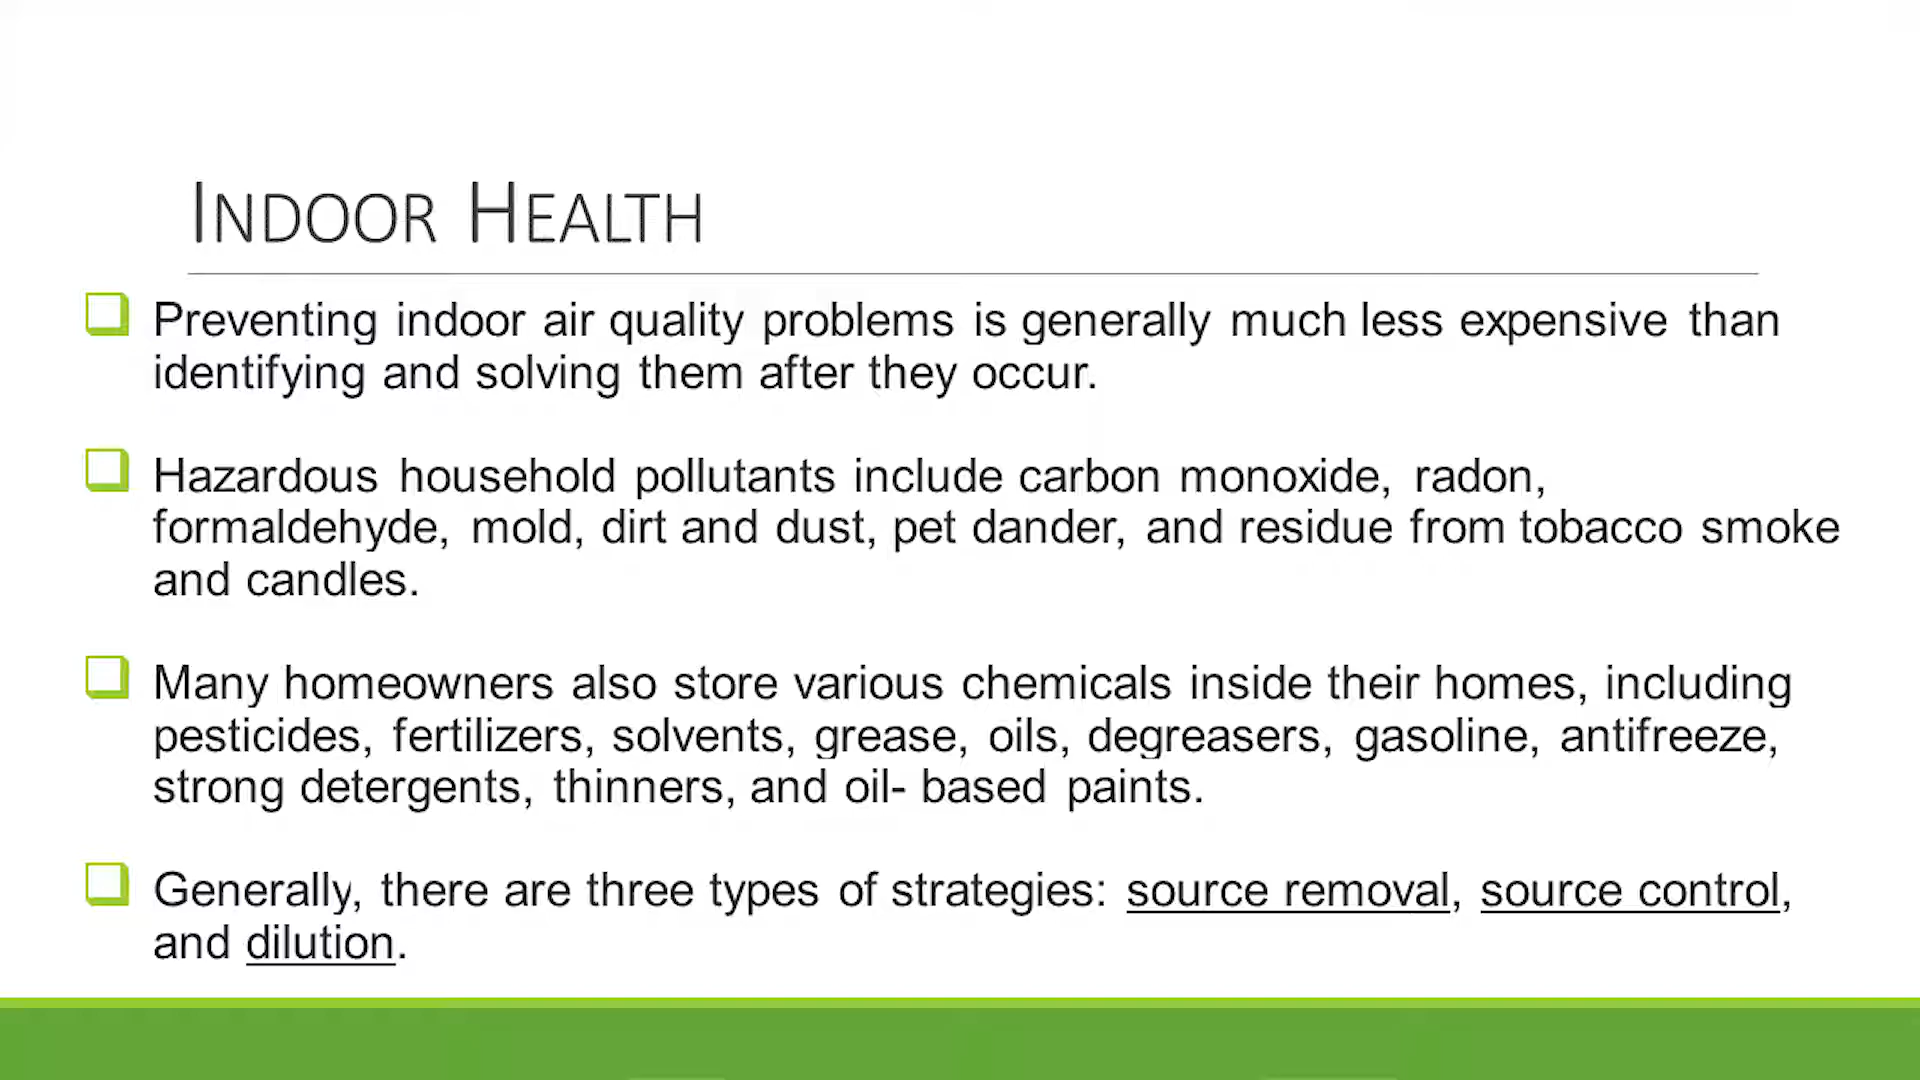 INDOOR HEALTH
Preventing indoor air quality problems is generally much less expensive than
identifying and solving them after they occur.
Hazardous household pollutants include carbon monoxide, radon,
formaldehyde, mold, dirt and dust, pet dander, and residue from tobacco smoke
and candles.
Many homeowners also store various chemicals inside their homes, including
pesticides, fertilizers, solvents, grease, oils, degreasers, gasoline, antifreeze,
strong detergents, thinners, and oil- based paints.
Generally, there are three types of strategies: source removal, source control,
and dilution.